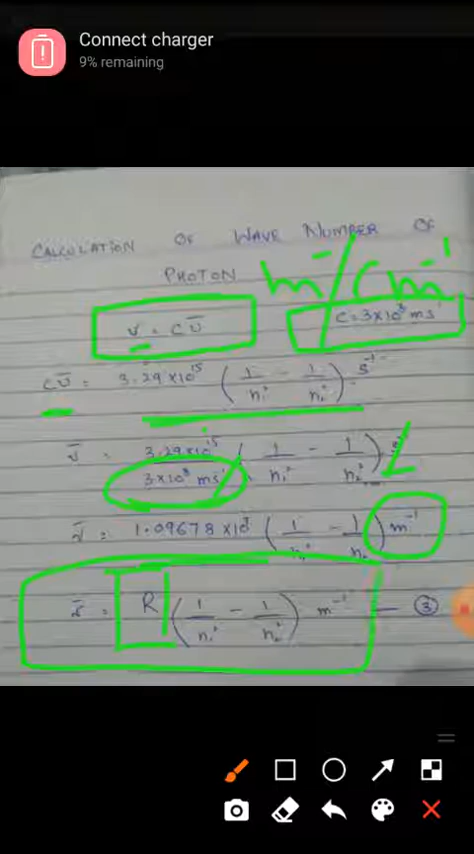 Connect charger
9% remaining
CALCULATION OF WAVE NUMBER OF
PHOTON m⁻/cm⁻¹
ν = cν̄ C = 3×10⁸ ms⁻¹
cν̄ = 3.29×10¹⁵ (1/n₁² − 1/n₂²) s⁻¹
ν̄ = 3.29×10¹⁵/3×10⁸ ms⁻¹ (1/n₁² − 1/n₂²)
ν̄ = 1.09678×10⁷ (1/n₁² − 1/n₂²) m⁻¹
ν̄ = R (1/n₁² − 1/n₂²) m⁻¹ — ③